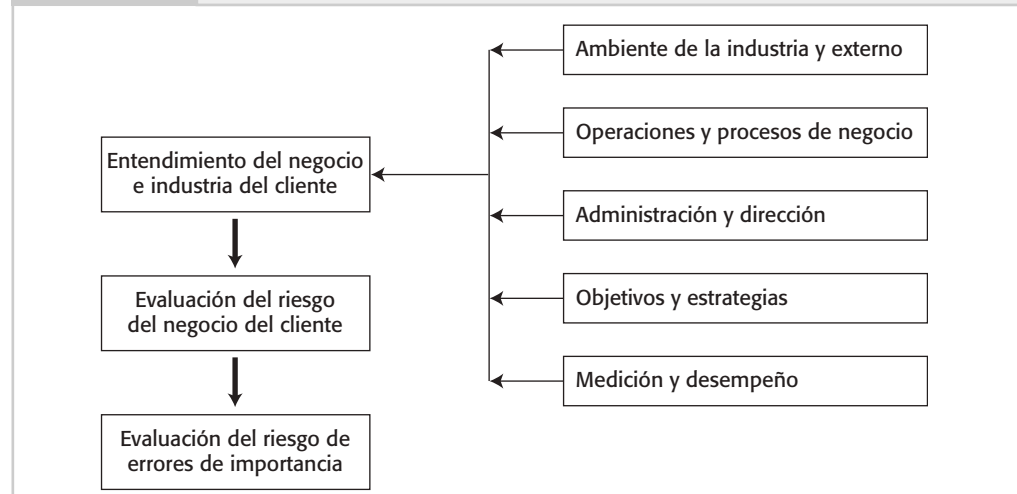 Entendimiento del negocio
e industria del cliente
Evaluación del riesgo
del negocio del cliente
Evaluación del riesgo de
errores de importancia
Ambiente de la industria y externo
Operaciones y procesos de negocio
Administración y dirección
Objetivos y estrategias
Medición y desempeño